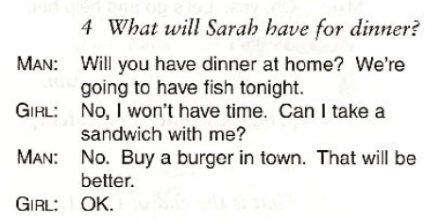 4 What will Sarah have for dinner?
MAN: Will you have dinner at home? We're
going to have fish tonight.
GIRL: No, I won't have time. Can I take a
sandwich with me?
MAN: No. Buy a burger in town. That will be
better.
GIRL: OK.